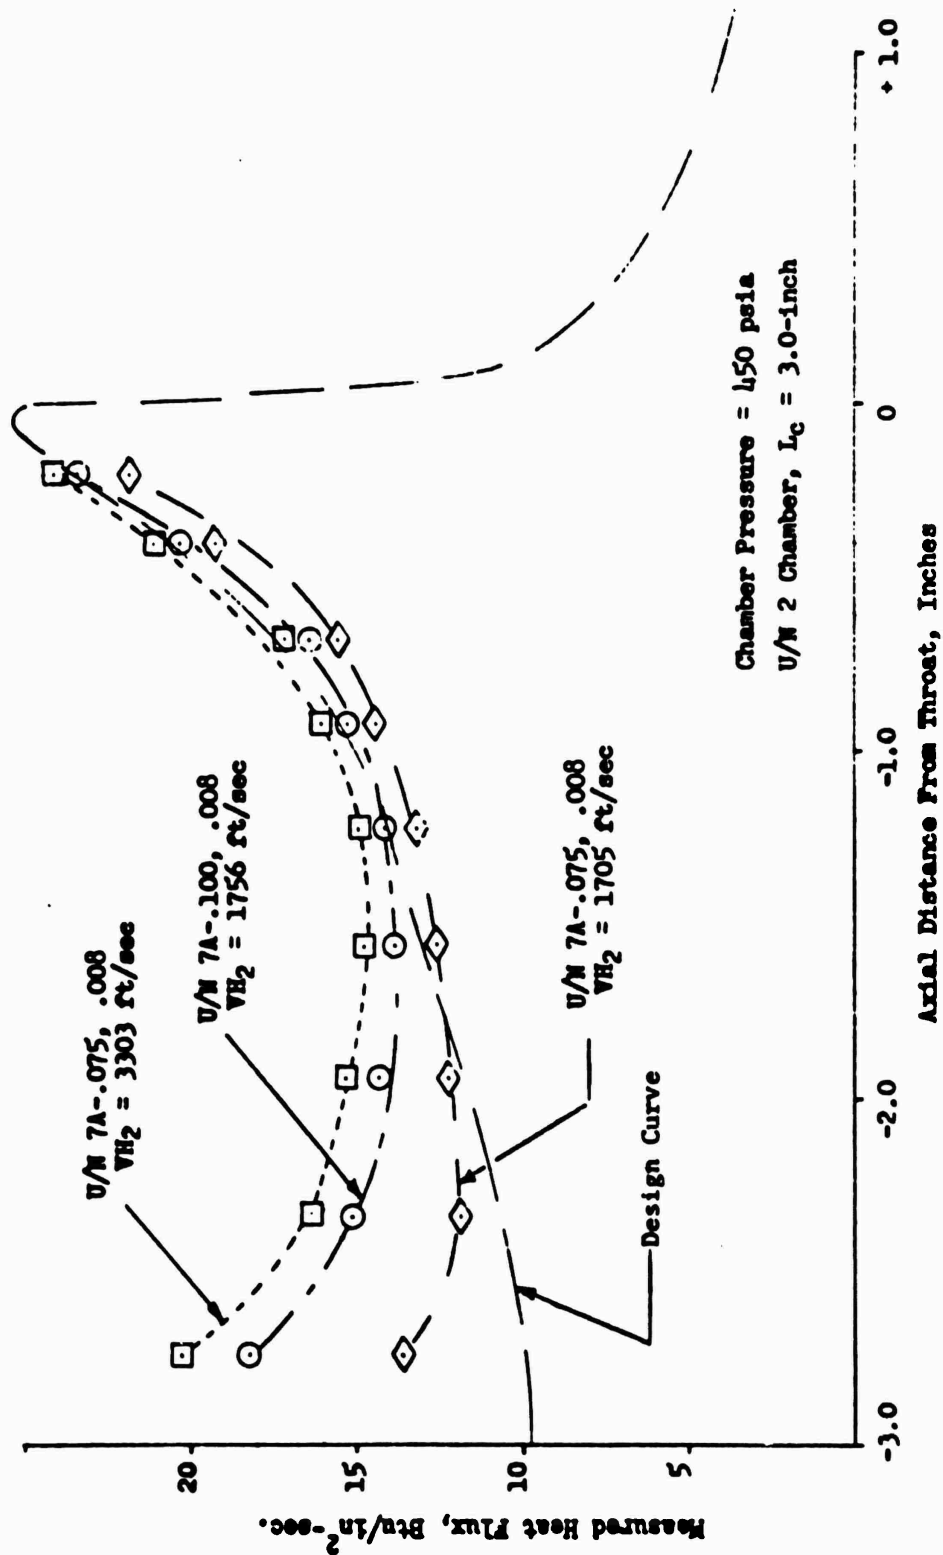 U/N 7A-.075, .008
VH2 = 3303 ft/sec
U/N 7A-.100, .008
VH2 = 1756 ft/sec
U/N 7A-.075, .008
VH2 = 1705 ft/sec
Design Curve
Chamber Pressure = 450 psia
U/N 2 Chamber, Lc = 3.0-inch
Measured Heat Flux, Btu/in2-sec.
20
15
10
5
-3.0
-2.0
-1.0
0
+ 1.0
Axial Distance From Throat, Inches